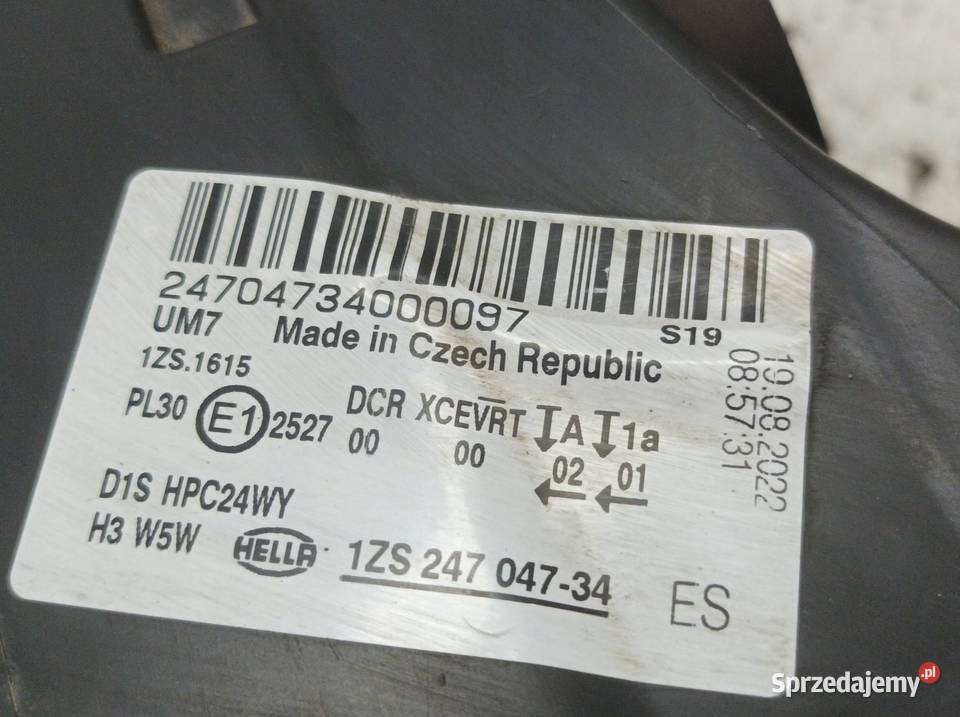 24704734000097
UM7 Made in Czech Republic S19
1ZS.1615
19.08.2022
08:57:31
PL30 E1 2527 DCR XCEVRT A 1a
00 00 02 01
D1S HPC24WY
H3 W5W HELLA 1ZS 247 047-34 ES
Sprzedajemy.pl